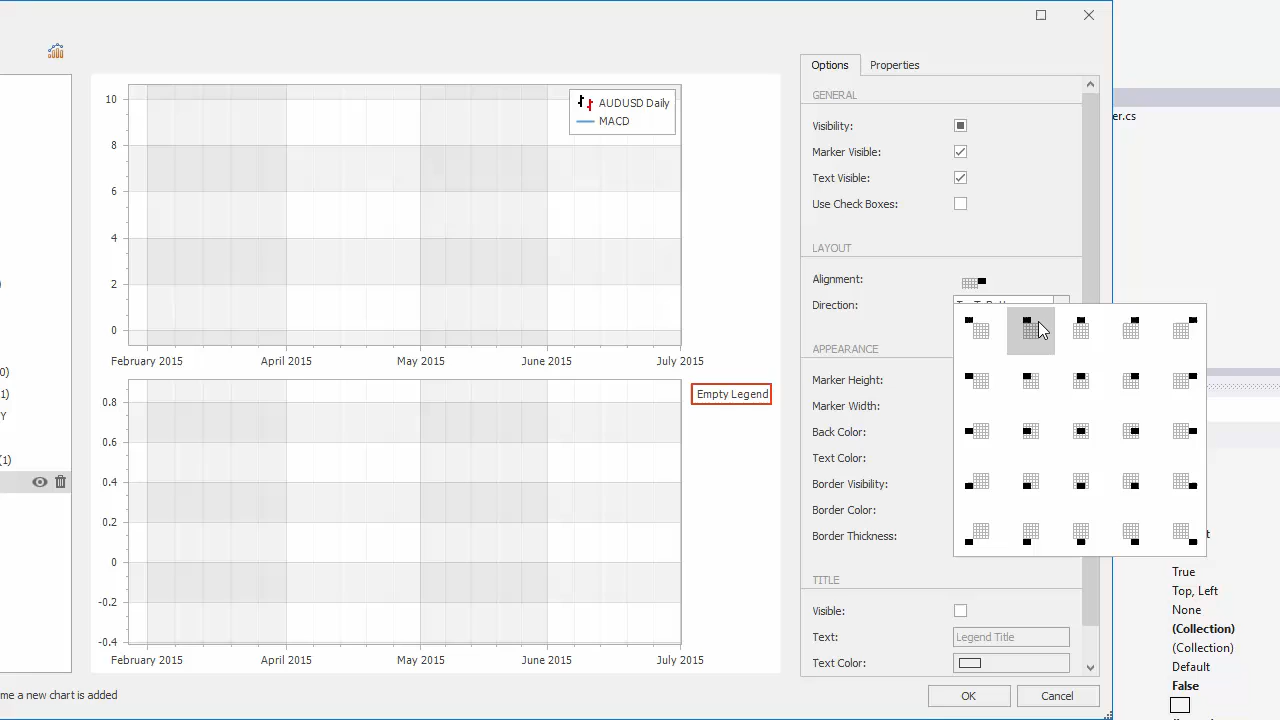 Options
Properties
GENERAL
Visibility:
Marker Visible:
Text Visible:
Use Check Boxes:
LAYOUT
Alignment:
Direction:
APPEARANCE
Marker Height:
Marker Width:
Back Color:
Text Color:
Border Visibility:
Border Color:
Border Thickness:
TITLE
Visible:
Text:
Legend Title
Text Color:
AUDUSD Daily
MACD
10
8
6
4
2
0
February 2015
April 2015
May 2015
June 2015
July 2015
Empty Legend
0.8
0.6
0.4
0.2
0
-0.2
-0.4
February 2015
April 2015
May 2015
June 2015
July 2015
)
0)
1)
Y
(1)
me a new chart is added
OK
Cancel
er.cs
t
True
Top, Left
None
(Collection)
(Collection)
Default
False